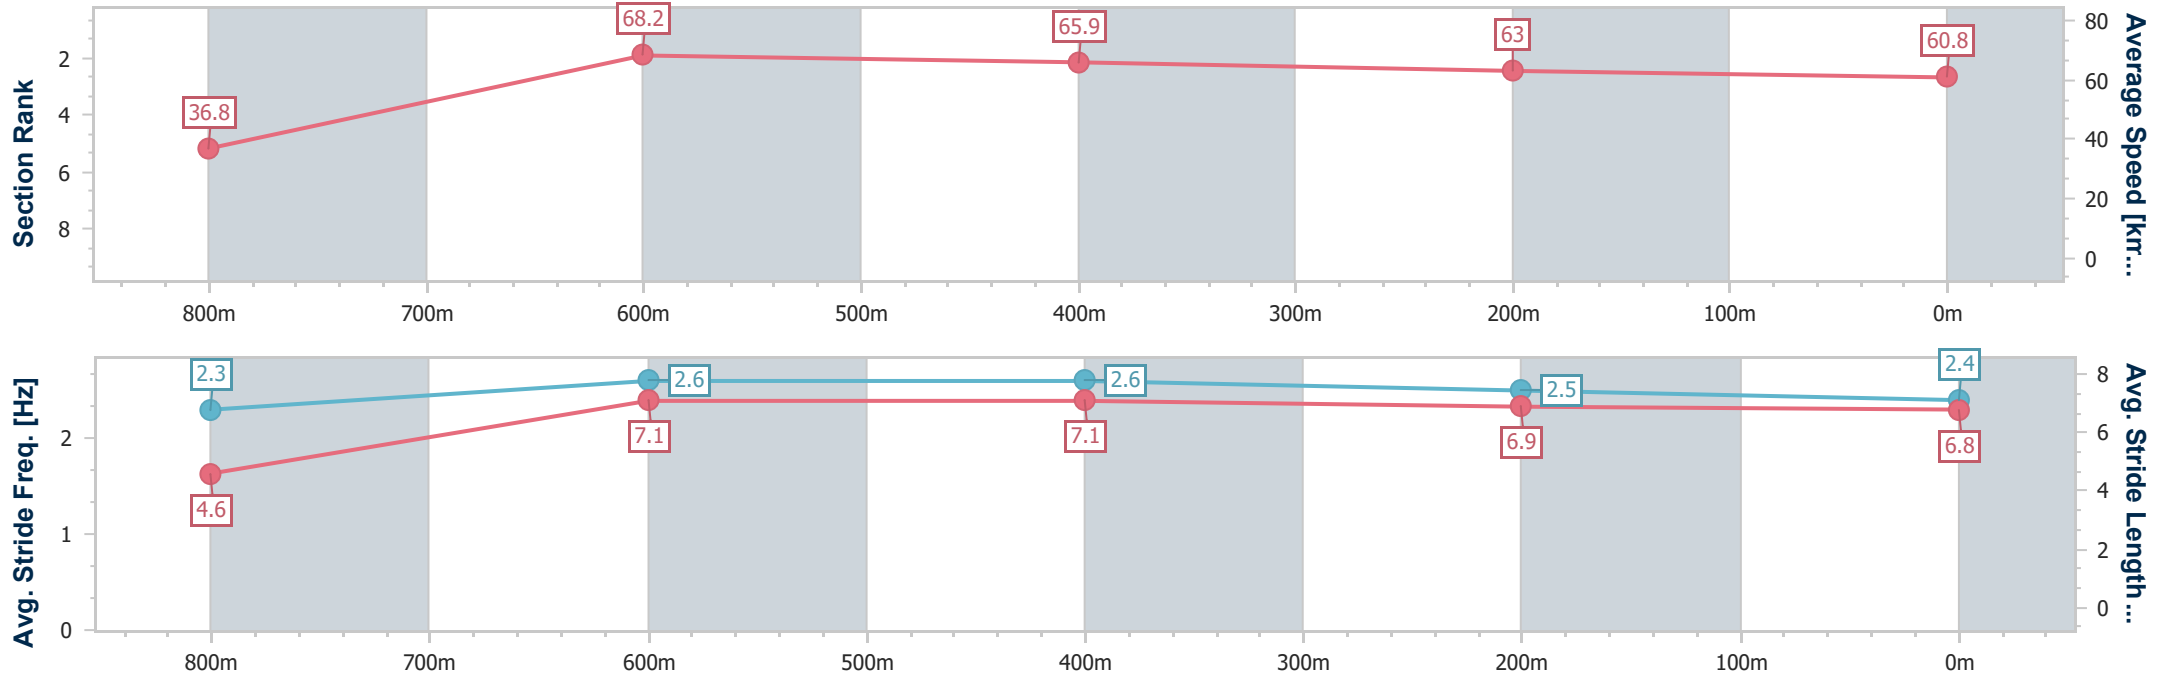 Section Rank
2
4
6
8
68.2
65.9
63
60.8
36.8
80
60
40
20
0
Average Speed [km...
800m
700m
600m
500m
400m
300m
200m
100m
0m
Avg. Stride Freq. [Hz]
2
1
0
2.3
2.6
2.6
2.5
2.4
4.6
7.1
7.1
6.9
6.8
8
6
4
2
0
Avg. Stride Length ...
800m
700m
600m
500m
400m
300m
200m
100m
0m